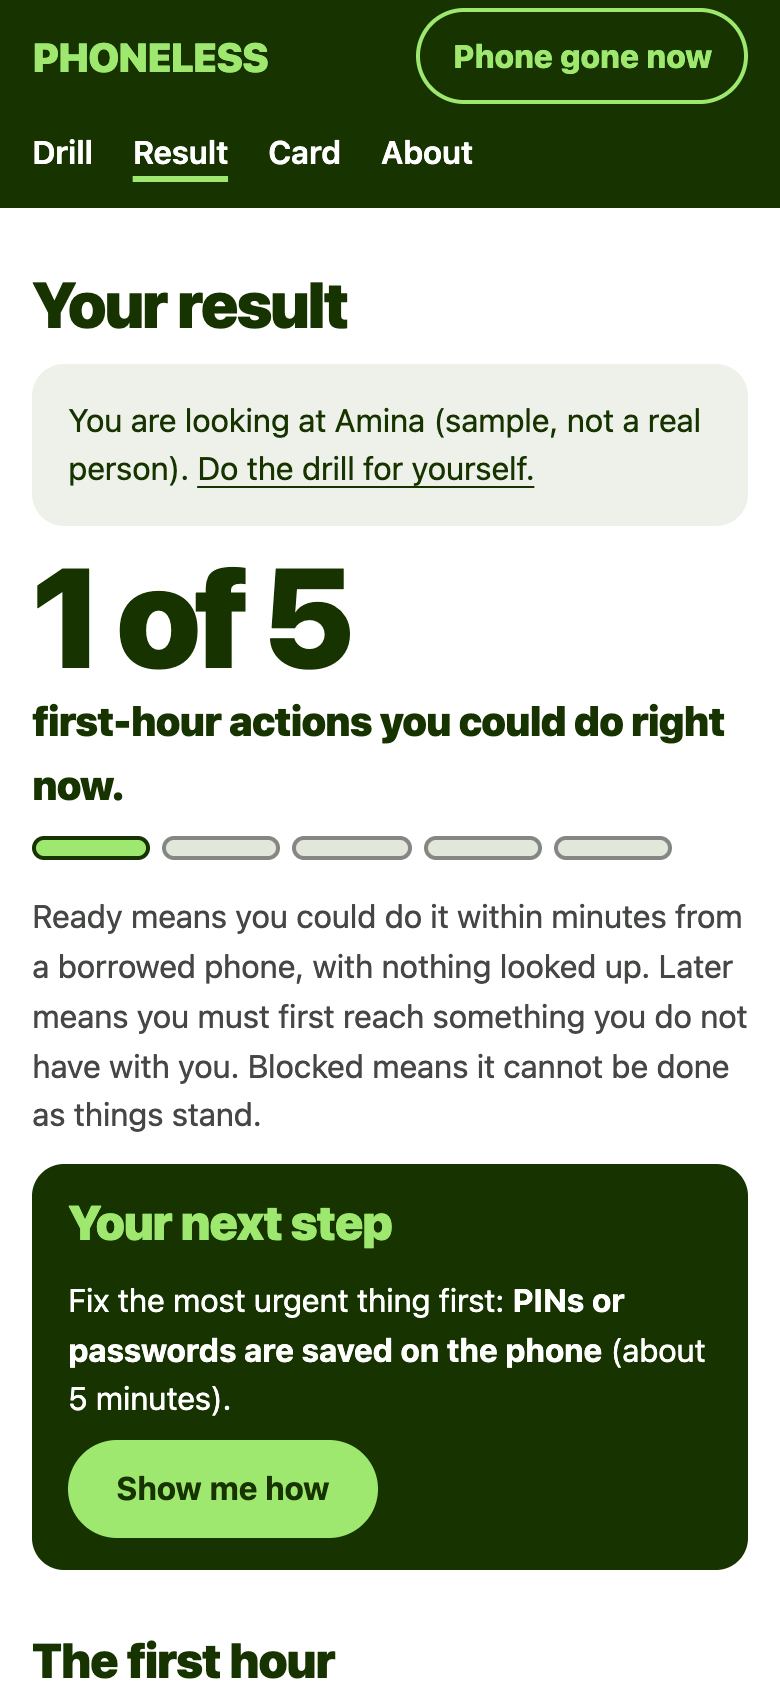 PHONELESS
Phone gone now
Drill Result Card About
Your result
You are looking at Amina (sample, not a real
person). Do the drill for yourself.
1 of 5
first-hour actions you could do right
now.
Ready means you could do it within minutes from
a borrowed phone, with nothing looked up. Later
means you must first reach something you do not
have with you. Blocked means it cannot be done
as things stand.
Your next step
Fix the most urgent thing first: PINs or
passwords are saved on the phone (about
5 minutes).
Show me how
The first hour